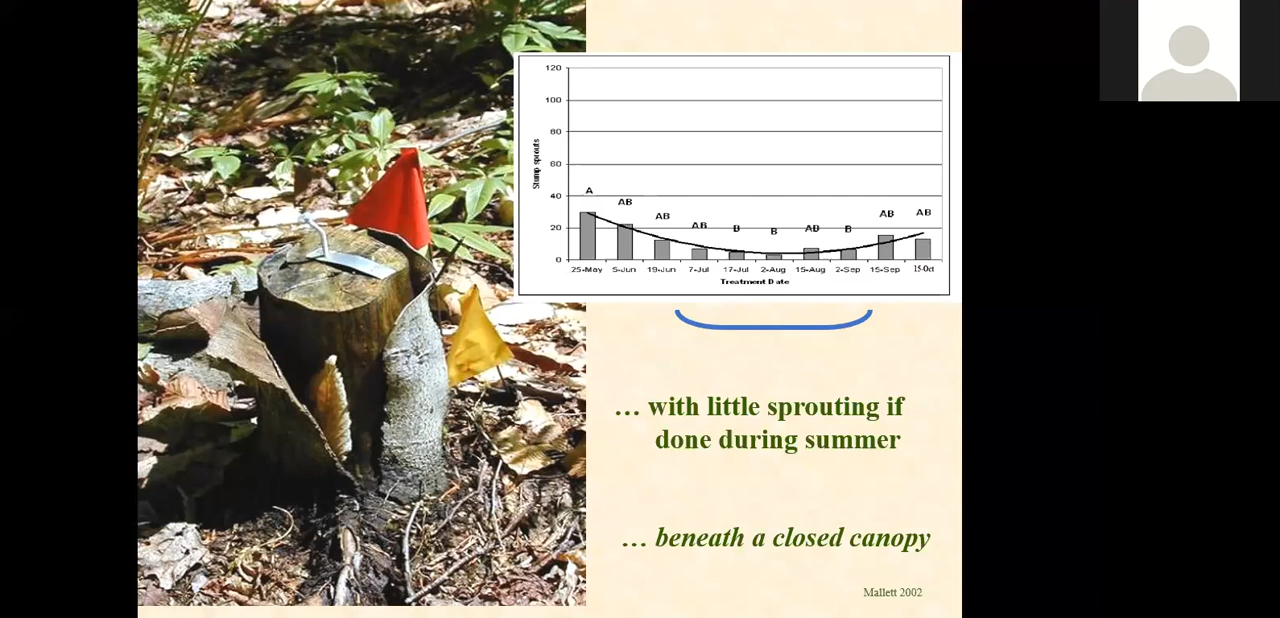 120
100
80
60
40
20
0
Stump sprouts
A
AB
AB
AB
B
B
AB
B
AB
AB
25-May
5-Jun
19-Jun
7-Jul
17-Jul
2-Aug
15-Aug
2-Sep
15-Sep
15-Oct
Treatment Date
… with little sprouting if
done during summer
… beneath a closed canopy
Mallett 2002